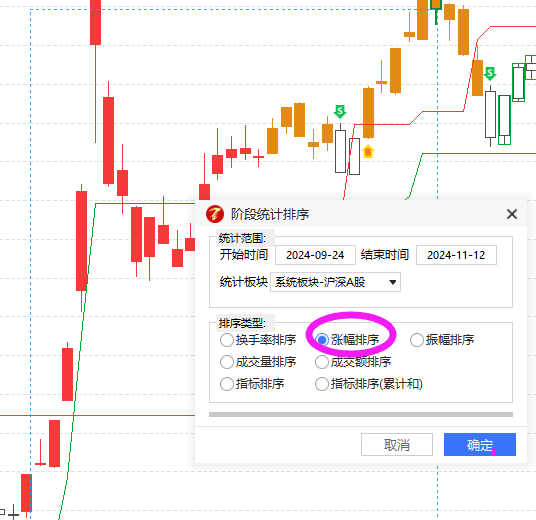 S
S
B
阶段统计排序
统计范围:
开始时间 2024-09-24 结束时间 2024-11-12
统计板块 系统板块-沪深A股
排序类型:
换手率排序 涨幅排序 振幅排序
成交量排序 成交额排序
指标排序 指标排序(累计和)
取消 确定